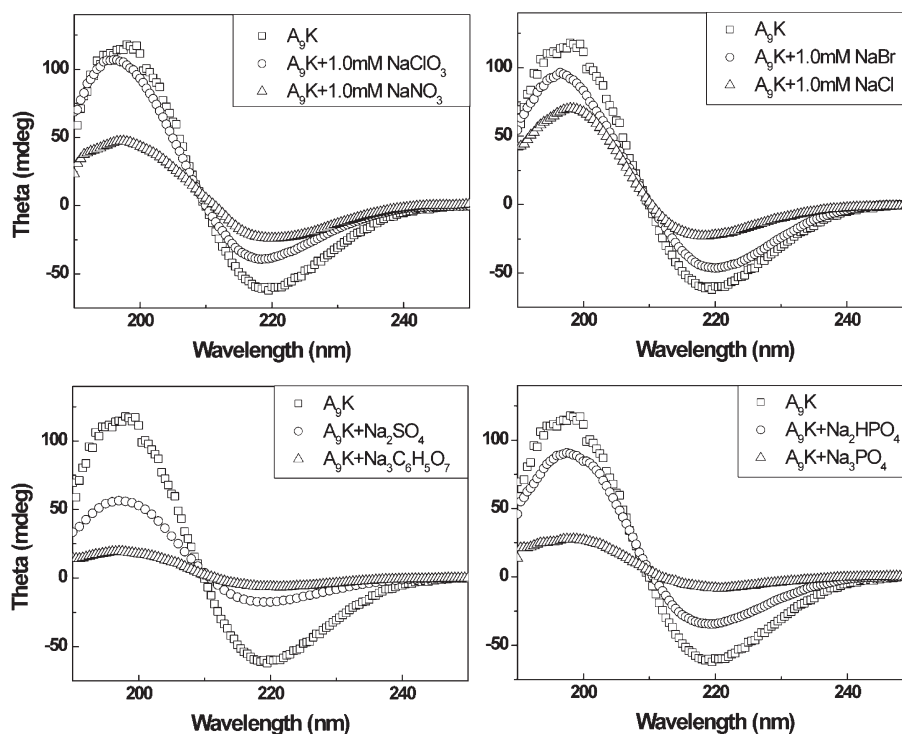 A₉K
A₉K+1.0mM NaClO₃
A₉K+1.0mM NaNO₃
100
50
0
-50
Theta (mdeg)
200 220 240
Wavelength (nm)
A₉K
A₉K+1.0mM NaBr
A₉K+1.0mM NaCl
100
50
0
-50
200 220 240
Wavelength (nm)
A₉K
A₉K+Na₂SO₄
A₉K+Na₃C₆H₅O₇
100
50
0
-50
Theta (mdeg)
200 220 240
Wavelength (nm)
A₉K
A₉K+Na₂HPO₄
A₉K+Na₃PO₄
100
50
0
-50
200 220 240
Wavelength (nm)